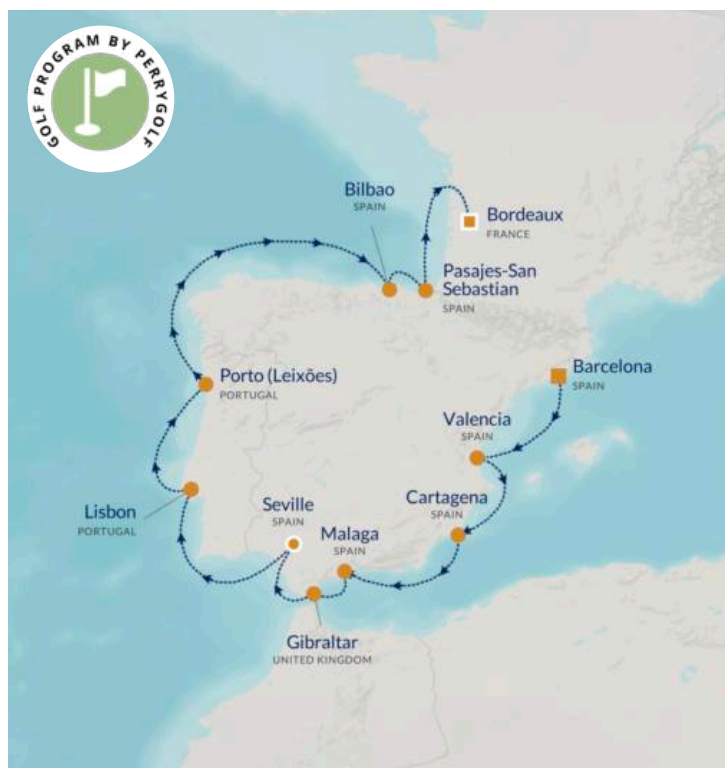 GOLF PROGRAM BY PERRYGOLF
Bilbao
SPAIN
Bordeaux
FRANCE
Pasajes-San
Sebastian
SPAIN
Porto (Leixões)
PORTUGAL
Barcelona
SPAIN
Valencia
SPAIN
Lisbon
PORTUGAL
Seville
SPAIN
Cartagena
SPAIN
Malaga
SPAIN
Gibraltar
UNITED KINGDOM